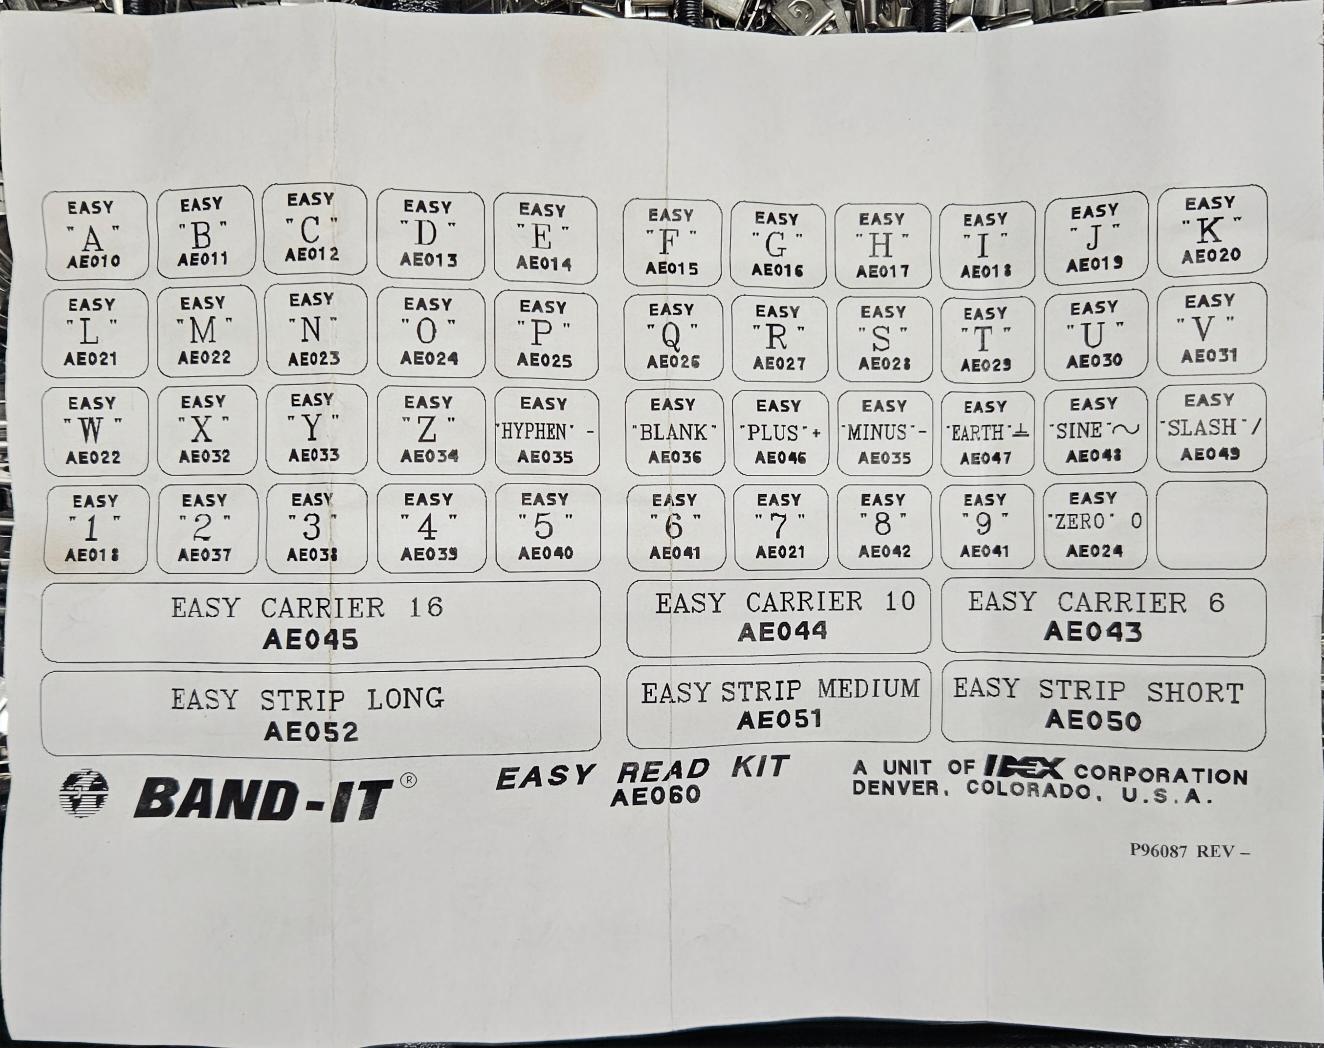 EASY EASY EASY EASY EASY EASY EASY EASY EASY EASY EASY
"A" "B" "C" "D" "E" "F" "G" "H" "I" "J" "K"
AE010 AE011 AE012 AE013 AE014 AE015 AE016 AE017 AE018 AE019 AE020
EASY EASY EASY EASY EASY EASY EASY EASY EASY EASY EASY
"L" "M" "N" "O" "P" "Q" "R" "S" "T" "U" "V"
AE021 AE022 AE023 AE024 AE025 AE026 AE027 AE028 AE029 AE030 AE031
EASY EASY EASY EASY EASY EASY EASY EASY EASY EASY EASY
"W" "X" "Y" "Z" "HYPHEN" - "BLANK" "PLUS" + "MINUS" - "EARTH" ⏊ "SINE" ~ "SLASH" /
AE022 AE032 AE033 AE034 AE035 AE036 AE046 AE035 AE047 AE048 AE049
EASY EASY EASY EASY EASY EASY EASY EASY EASY EASY
"1" "2" "3" "4" "5" "6" "7" "8" "9" "ZERO" 0
AE018 AE037 AE038 AE039 AE040 AE041 AE021 AE042 AE041 AE024
EASY CARRIER 16 EASY CARRIER 10 EASY CARRIER 6
AE045 AE044 AE043
EASY STRIP LONG EASY STRIP MEDIUM EASY STRIP SHORT
AE052 AE051 AE050
BAND-IT® EASY READ KIT A UNIT OF IDEX CORPORATION
AE060 DENVER, COLORADO, U.S.A.
P96087 REV –